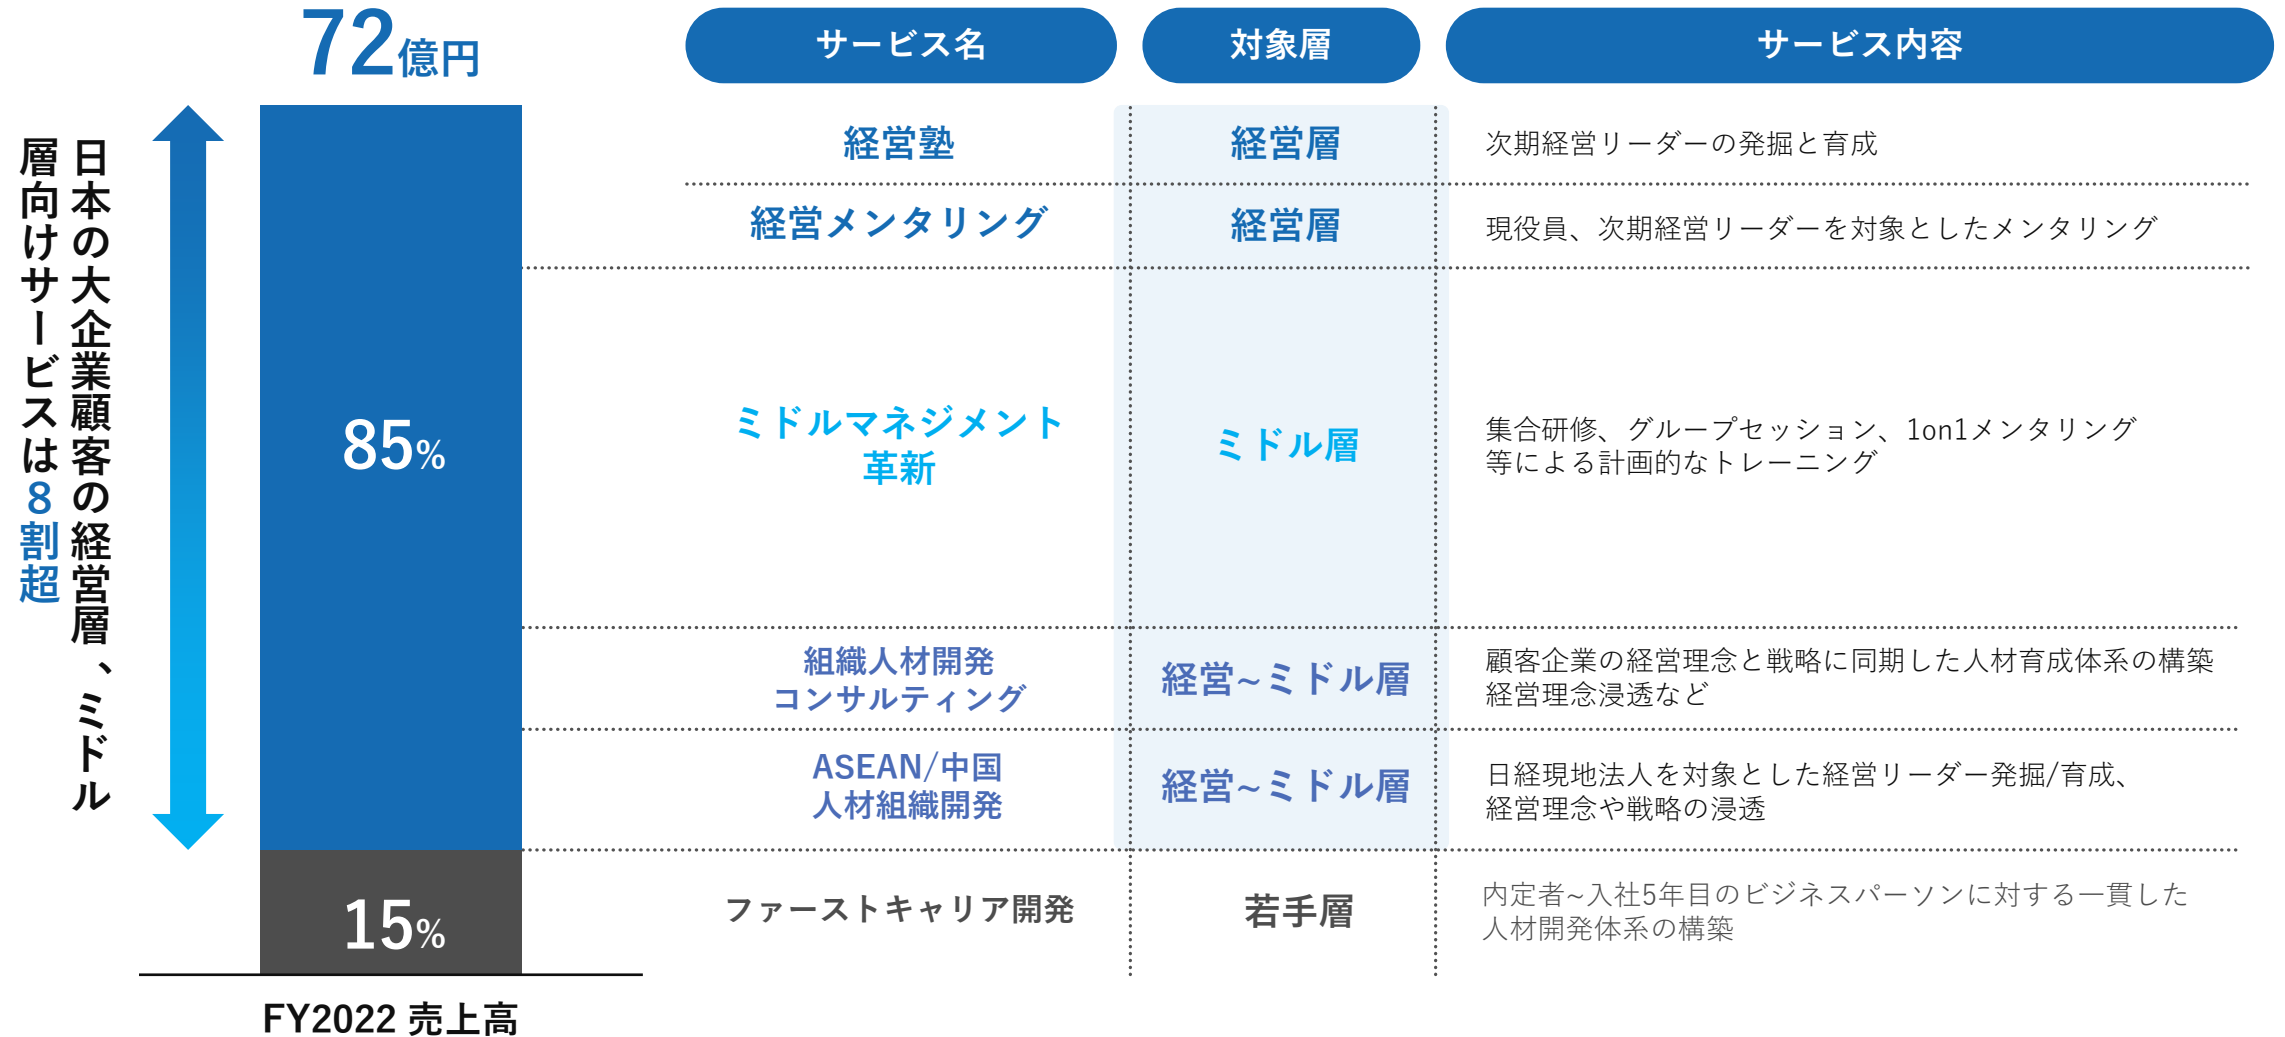 72億円
サービス名
対象層
サービス内容
日本の大企業顧客の経営層、ミドル
層向けサービスは8割超
85%
15%
FY2022 売上高
経営塾
経営層
次期経営リーダーの発掘と育成
経営メンタリング
経営層
現役員、次期経営リーダーを対象としたメンタリング
ミドルマネジメント
革新
ミドル層
集合研修、グループセッション、1on1メンタリング
等による計画的なトレーニング
組織人材開発
コンサルティング
経営~ミドル層
顧客企業の経営理念と戦略に同期した人材育成体系の構築
経営理念浸透など
ASEAN/中国
人材組織開発
経営~ミドル層
日経現地法人を対象とした経営リーダー発掘/育成、
経営理念や戦略の浸透
ファーストキャリア開発
若手層
内定者~入社5年目のビジネスパーソンに対する一貫した
人材開発体系の構築